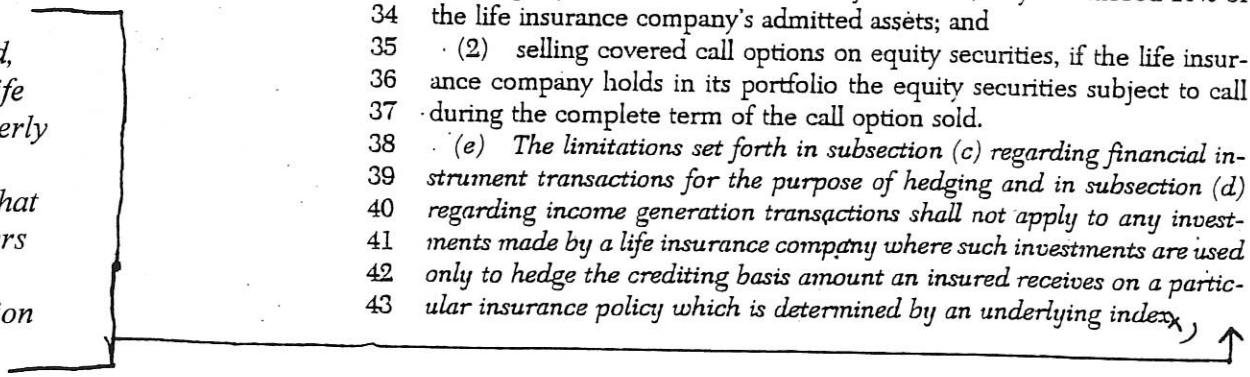 d,
ife
erly
hat
rs
on
34 the life insurance company's admitted assets; and
35 (2) selling covered call options on equity securities, if the life insur-
36 ance company holds in its portfolio the equity securities subject to call
37 during the complete term of the call option sold.
38 (e) The limitations set forth in subsection (c) regarding financial in-
39 strument transactions for the purpose of hedging and in subsection (d)
40 regarding income generation transactions shall not apply to any invest-
41 ments made by a life insurance company where such investments are used
42 only to hedge the crediting basis amount an insured receives on a partic-
43 ular insurance policy which is determined by an underlying index,